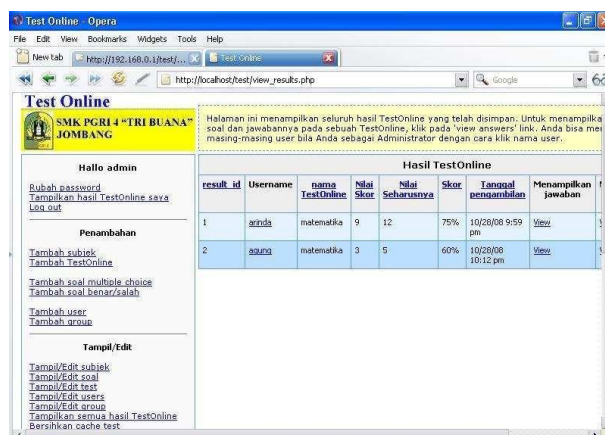 Test Online - Opera
File Edit View Bookmarks Widgets Tools Help
New tab http://192.168.0.1/test/... Test Online
http://localhost/test/view_results.php Google
Test Online
SMK PGRI 4 "TRI BUANA"
JOMBANG
Halaman ini menampilkan seluruh hasil TestOnline yang telah disimpan. Untuk menampilka
soal dan jawabannya pada sebuah TestOnline, klik pada 'view answers' link. Anda bisa me
masing-masing user bila Anda sebagai Administrator dengan cara klik nama user.
Hallo admin
Rubah password
Tampilkan hasil TestOnline saya
Log out
Penambahan
Tambah subjek
Tambah TestOnline
Tambah soal multiple choice
Tambah soal benar/salah
Tambah user
Tambah group
Tampil/Edit
Tampil/Edit subjek
Tampil/Edit soal
Tampil/Edit test
Tampil/Edit users
Tampil/Edit group
Tampilkan semua hasil TestOnline
Bersihkan cache test
Hasil TestOnline
result_id Username nama TestOnline Nilai Skor Nilai Seharusnya Skor Tanggal pengambilan Menampilkan jawaban
1 arinda matematika 9 12 75% 10/28/08 9:59 pm View
2 agung matematika 3 5 60% 10/28/08 10:12 pm View